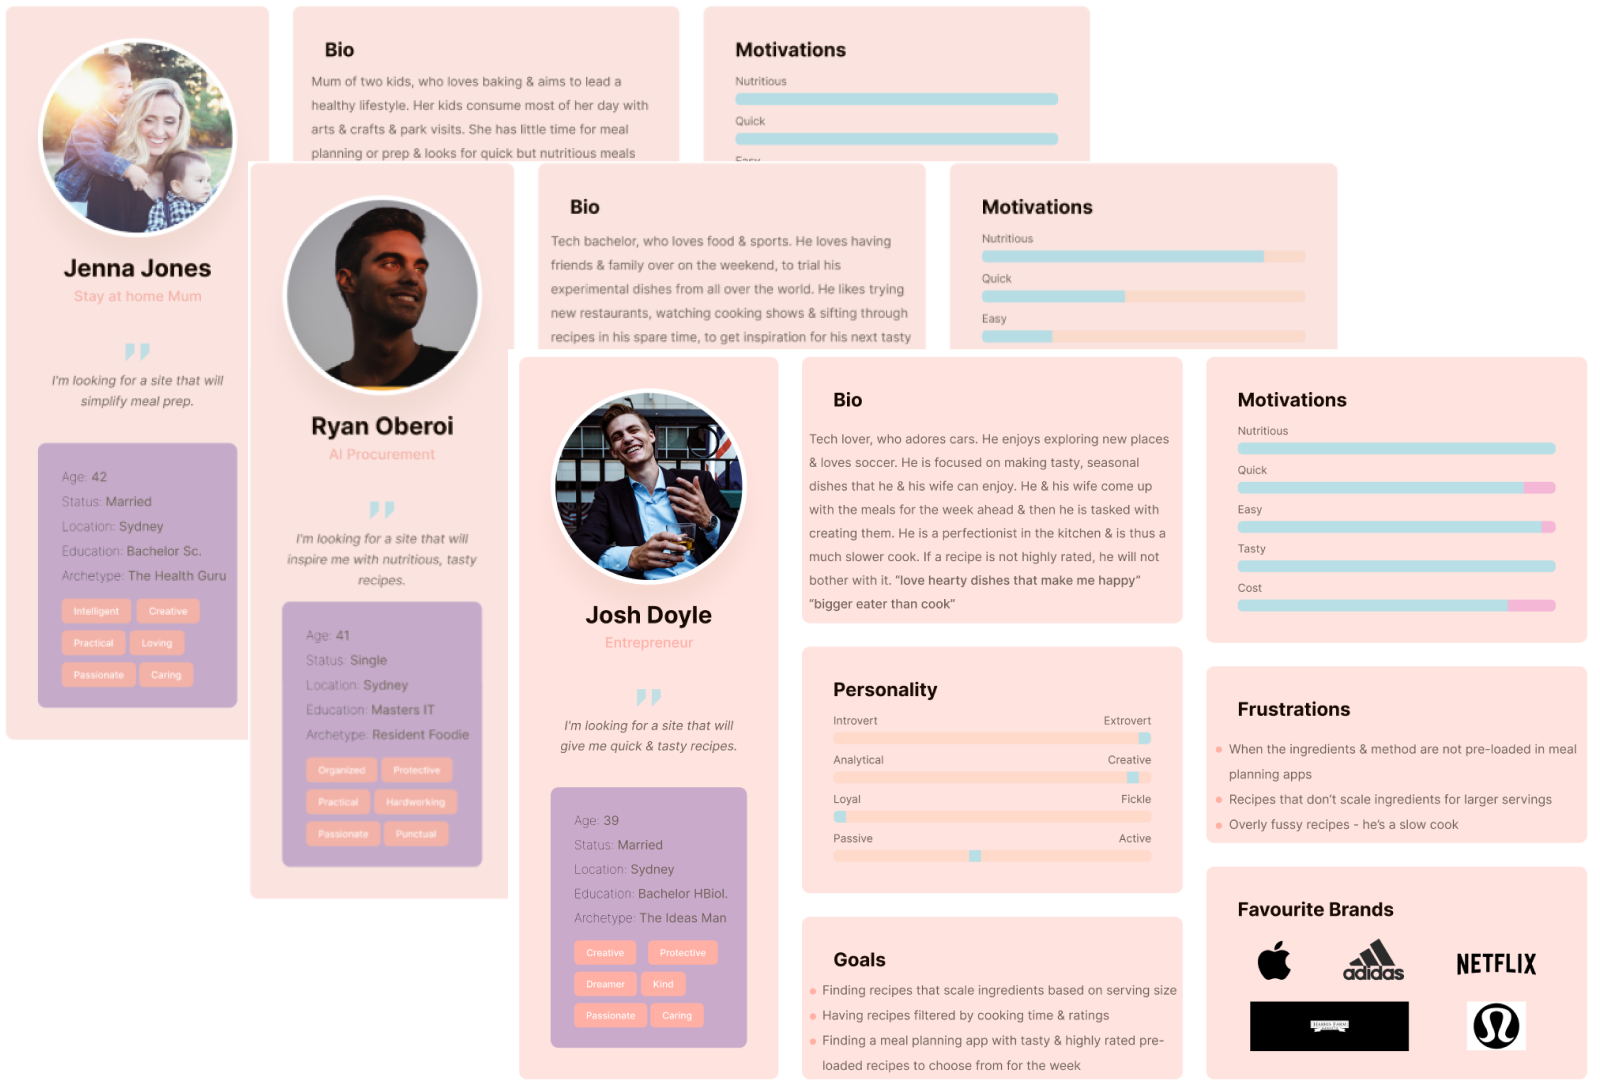 Jenna Jones
Stay at home Mum
I'm looking for a site that will
simplify meal prep.
Age: 42
Status: Married
Location: Sydney
Education: Bachelor Sc.
Archetype: The Health Guru
Intelligent Creative
Practical Loving
Passionate Caring
Bio
Mum of two kids, who loves baking & aims to lead a
healthy lifestyle. Her kids consume most of her day with
arts & crafts & park visits. She has little time for meal
planning or prep & looks for quick but nutritious meals
Motivations
Nutritious
Quick
Easy
Ryan Oberoi
AI Procurement
I'm looking for a site that will
inspire me with nutritious, tasty
recipes.
Age: 41
Status: Single
Location: Sydney
Education: Masters IT
Archetype: Resident Foodie
Organized Protective
Practical Hardworking
Passionate Punctual
Bio
Tech bachelor, who loves food & sports. He loves having
friends & family over on the weekend, to trial his
experimental dishes from all over the world. He likes trying
new restaurants, watching cooking shows & sifting through
recipes in his spare time, to get inspiration for his next tasty
Motivations
Nutritious
Quick
Easy
Josh Doyle
Entrepreneur
I'm looking for a site that will
give me quick & tasty recipes.
Age: 39
Status: Married
Location: Sydney
Education: Bachelor HBiol.
Archetype: The Ideas Man
Creative Protective
Dreamer Kind
Passionate Caring
Bio
Tech lover, who adores cars. He enjoys exploring new places
& loves soccer. He is focused on making tasty, seasonal
dishes that he & his wife can enjoy. He & his wife come up
with the meals for the week ahead & then he is tasked with
creating them. He is a perfectionist in the kitchen & is thus a
much slower cook. If a recipe is not highly rated, he will not
bother with it. “love hearty dishes that make me happy”
“bigger eater than cook”
Personality
Introvert Extrovert
Analytical Creative
Loyal Fickle
Passive Active
Goals
Finding recipes that scale ingredients based on serving size
Having recipes filtered by cooking time & ratings
Finding a meal planning app with tasty & highly rated pre-
loaded recipes to choose from for the week
Motivations
Nutritious
Quick
Easy
Tasty
Cost
Frustrations
When the ingredients & method are not pre-loaded in meal
planning apps
Recipes that don't scale ingredients for larger servings
Overly fussy recipes - he's a slow cook
Favourite Brands
adidas
NETFLIX
HARRIS FARM